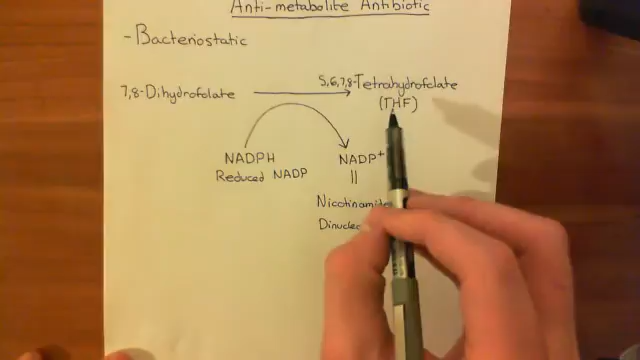 Anti-metabolite Antibiotic
- Bacteriostatic
7,8-Dihydrofolate
5,6,7,8-Tetrahydrofolate
(THF)
NADPH
NADP+
Reduced NADP
||